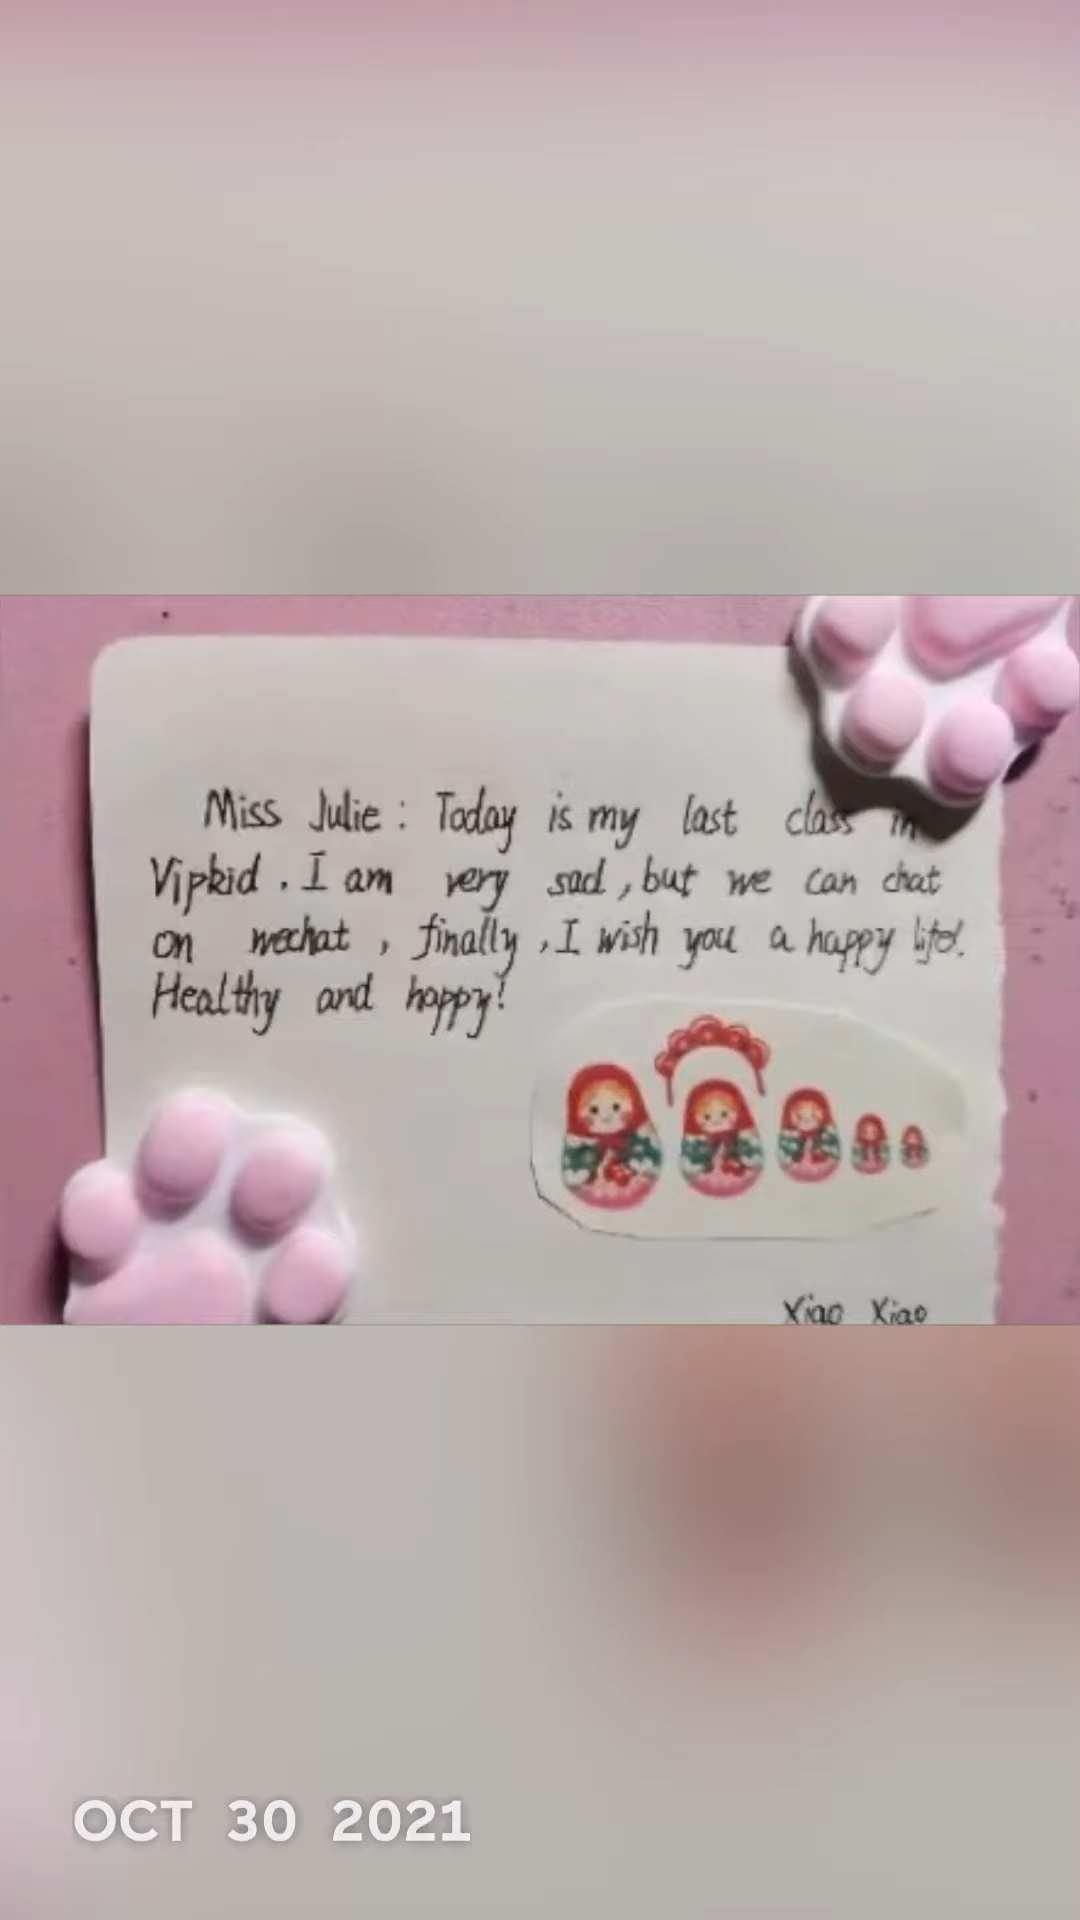 Miss Julie : Today is my last class in
Vipkid . I am very sad , but we can chat
on wechat , finally , I wish you a happy life!
Healthy and happy!
Xiao Xiao
OCT 30 2021